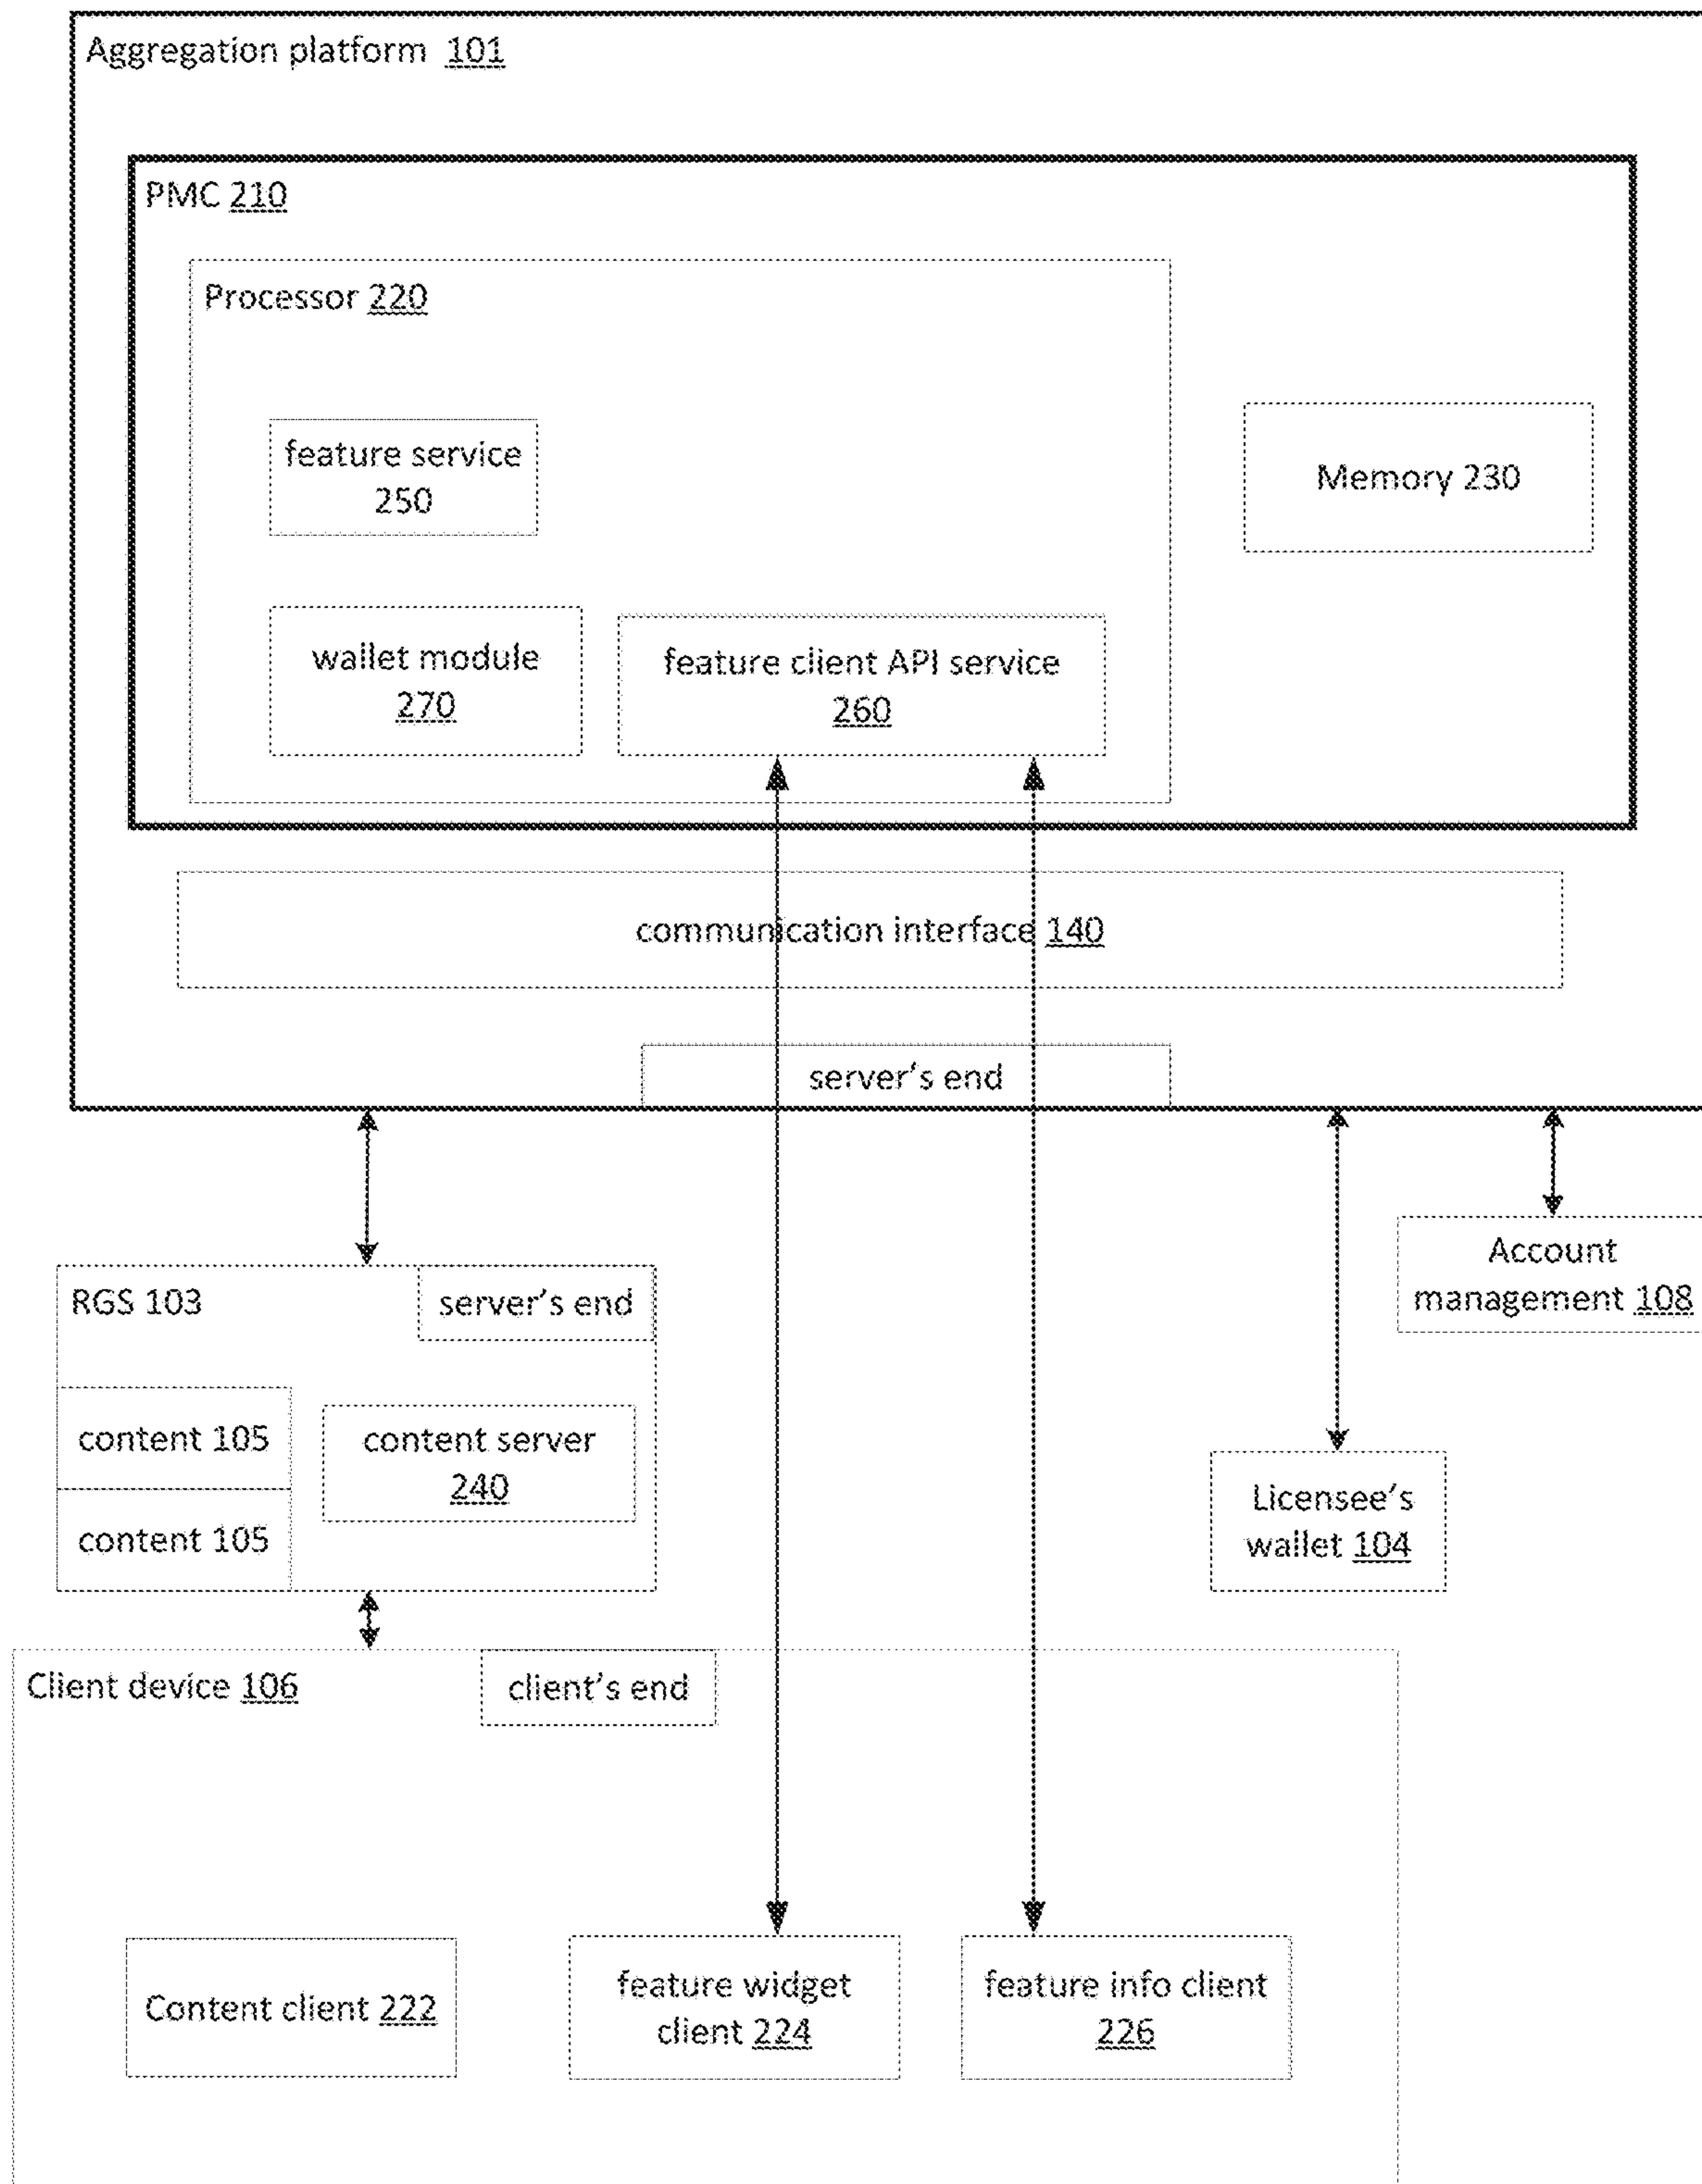 Aggregation platform 101
PMC 210
Processor 220
feature service
250
Memory 230
wallet module
270
feature client API service
260
communication interface 140
server's end
Account
management 108
RGS 103
server's end
content 105
content server
240
content 105
Licensee's
wallet 104
Client device 106
client's end
Content client 222
feature widget
client 224
feature info client
226